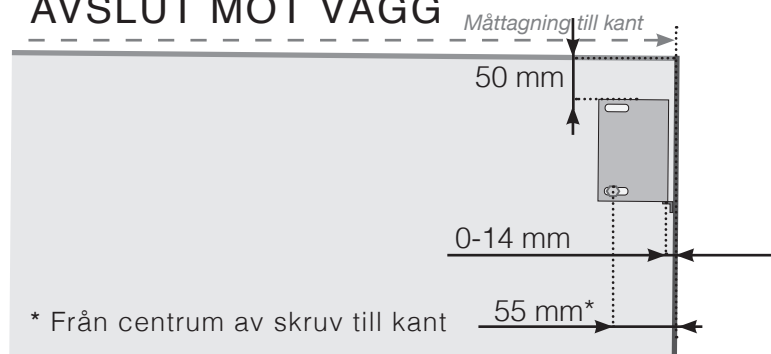 AVSLUT MOT VÄGG
Måttagning till kant
50 mm
0-14 mm
55 mm*
* Från centrum av skruv till kant